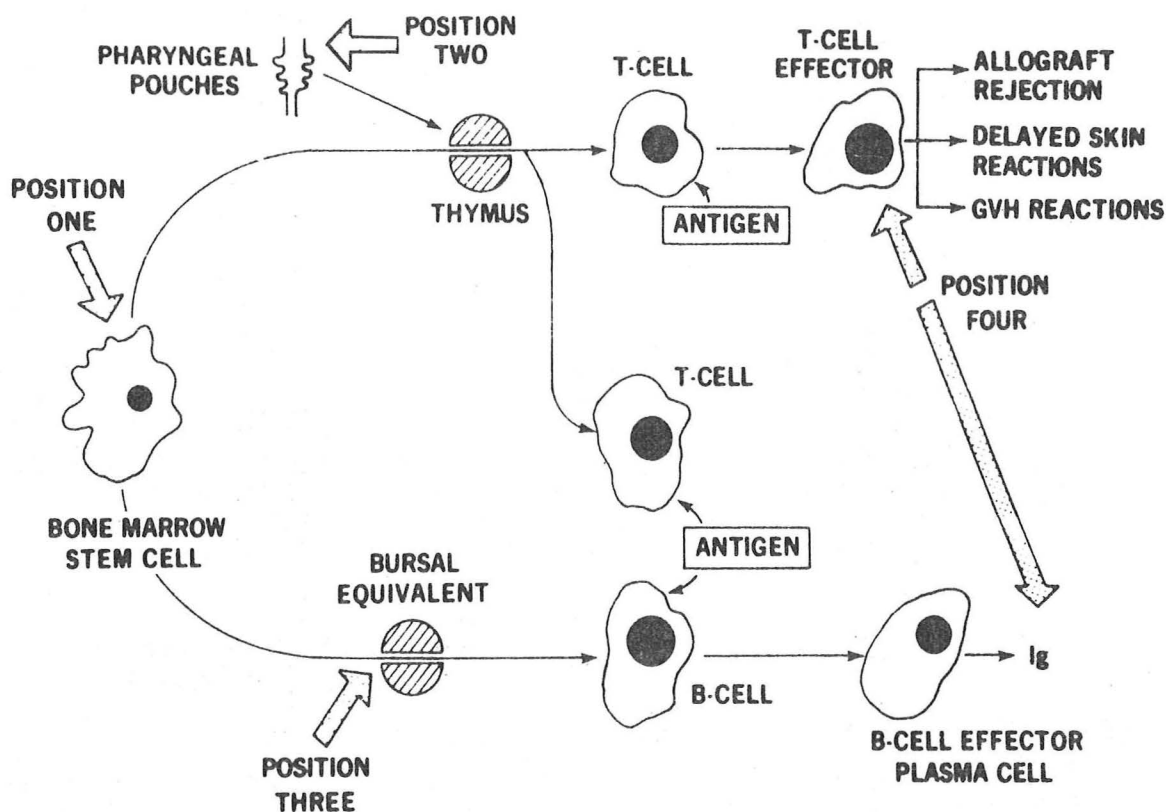 POSITION
TWO
PHARYNGEAL
POUCHES
T-CELL
T-CELL
EFFECTOR
ALLOGRAFT
REJECTION
DELAYED SKIN
REACTIONS
GVH REACTIONS
POSITION
ONE
THYMUS
ANTIGEN
POSITION
FOUR
T-CELL
BONE MARROW
STEM CELL
ANTIGEN
BURSAL
EQUIVALENT
B-CELL
Ig
POSITION
THREE
B-CELL EFFECTOR
PLASMA CELL